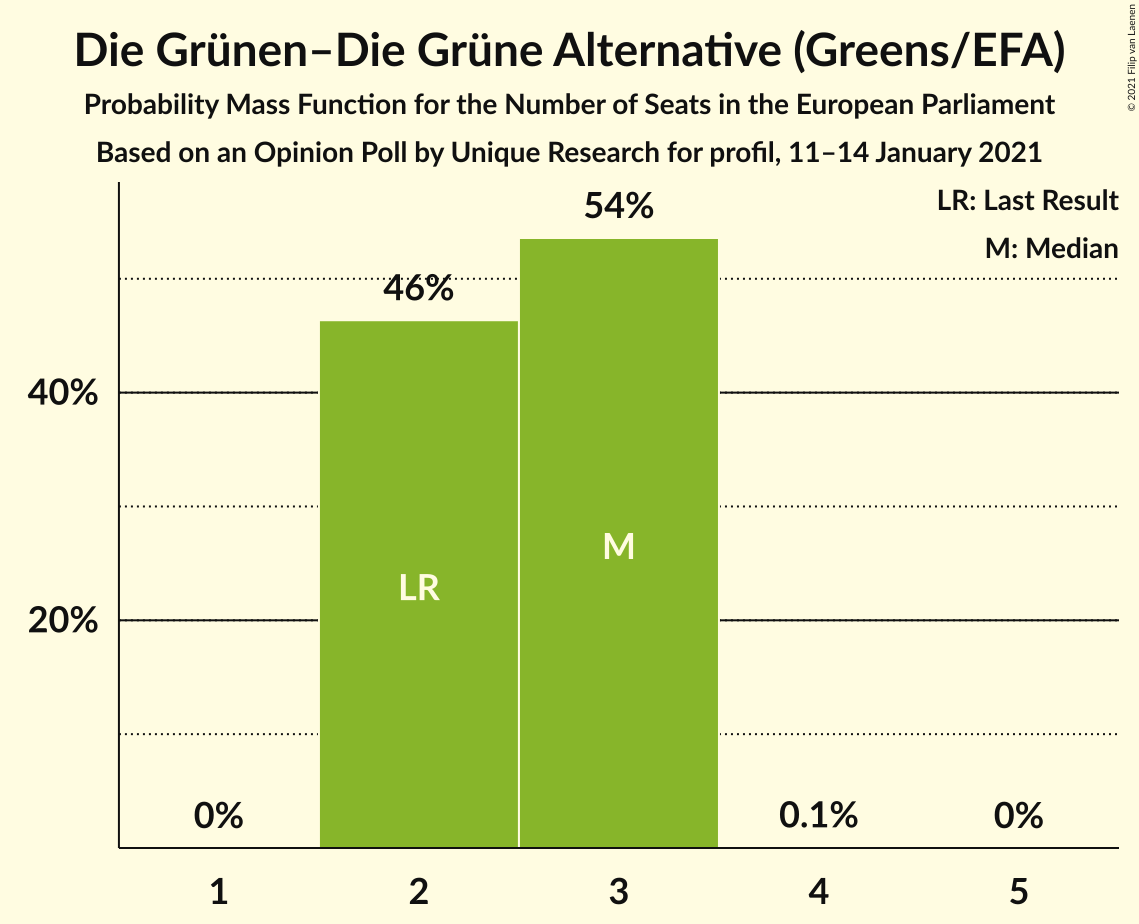 Die Grünen–Die Grüne Alternative (Greens/EFA)
Probability Mass Function for the Number of Seats in the European Parliament
Based on an Opinion Poll by Unique Research for profil, 11–14 January 2021
© 2021 Filip van Laenen
LR: Last Result
M: Median
54%
46%
40%
M
LR
20%
0%
0.1%
0%
1
2
3
4
5